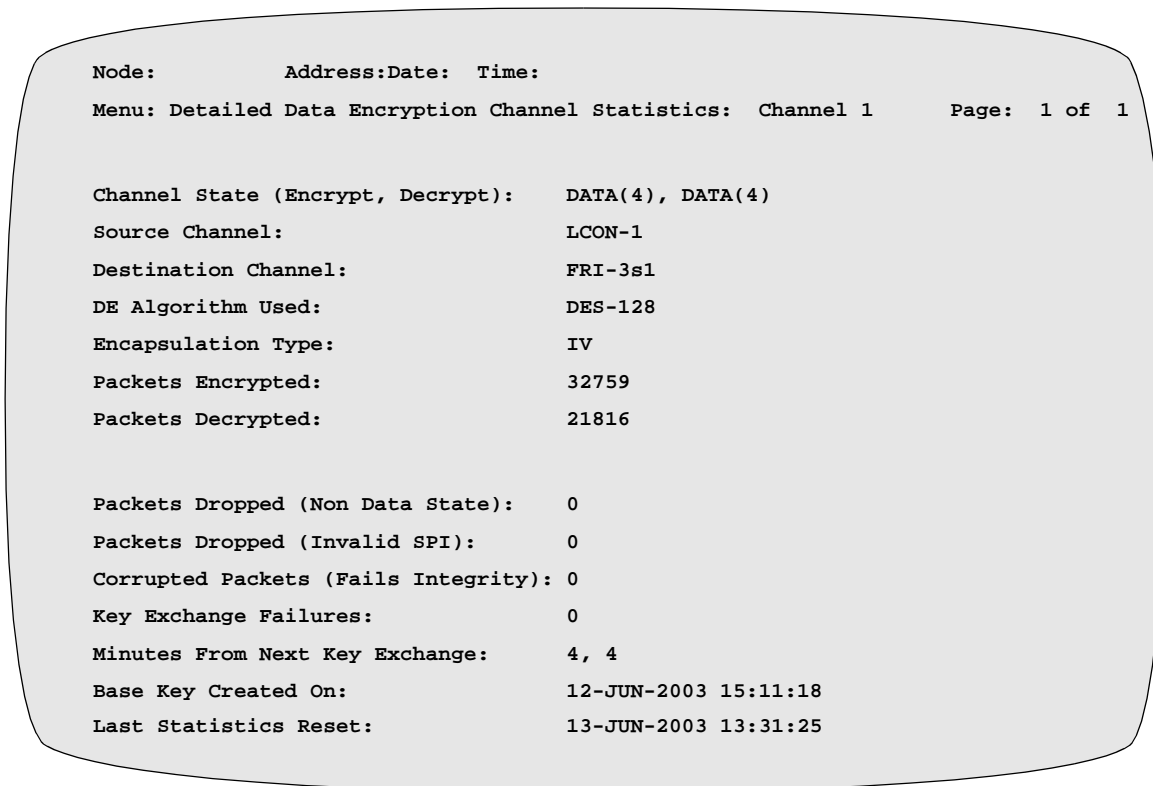 Node: Address:Date: Time:
Menu: Detailed Data Encryption Channel Statistics: Channel 1 Page: 1 of 1
Channel State (Encrypt, Decrypt): DATA(4), DATA(4)
Source Channel: LCON-1
Destination Channel: FRI-3s1
DE Algorithm Used: DES-128
Encapsulation Type: IV
Packets Encrypted: 32759
Packets Decrypted: 21816
Packets Dropped (Non Data State): 0
Packets Dropped (Invalid SPI): 0
Corrupted Packets (Fails Integrity): 0
Key Exchange Failures: 0
Minutes From Next Key Exchange: 4, 4
Base Key Created On: 12-JUN-2003 15:11:18
Last Statistics Reset: 13-JUN-2003 13:31:25